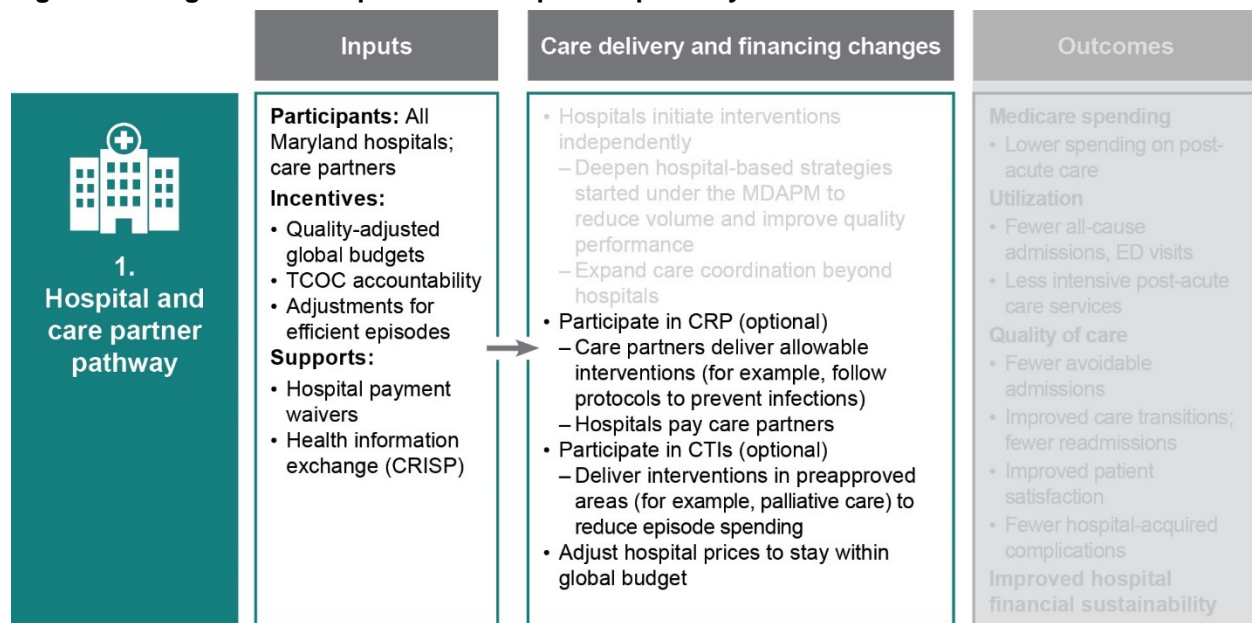 Inputs
Care delivery and financing changes
Outcomes
1.
Hospital and
care partner
pathway
Participants: All
Maryland hospitals;
care partners
Incentives:
• Quality-adjusted
global budgets
• TCOC accountability
• Adjustments for
efficient episodes
Supports:
• Hospital payment
waivers
• Health information
exchange (CRISP)
• Hospitals initiate interventions
independently
– Deepen hospital-based strategies
started under the MDAPM to
reduce volume and improve quality
performance
– Expand care coordination beyond
hospitals
• Participate in CRP (optional)
– Care partners deliver allowable
interventions (for example, follow
protocols to prevent infections)
– Hospitals pay care partners
• Participate in CTIs (optional)
– Deliver interventions in preapproved
areas (for example, palliative care) to
reduce episode spending
• Adjust hospital prices to stay within
global budget
Medicare spending
• Lower spending on post-
acute care
Utilization
• Fewer all-cause
admissions, ED visits
• Less intensive post-acute
care services
Quality of care
• Fewer avoidable
admissions
• Improved care transitions;
fewer readmissions
• Improved patient
satisfaction
• Fewer hospital-acquired
complications
Improved hospital
financial sustainability